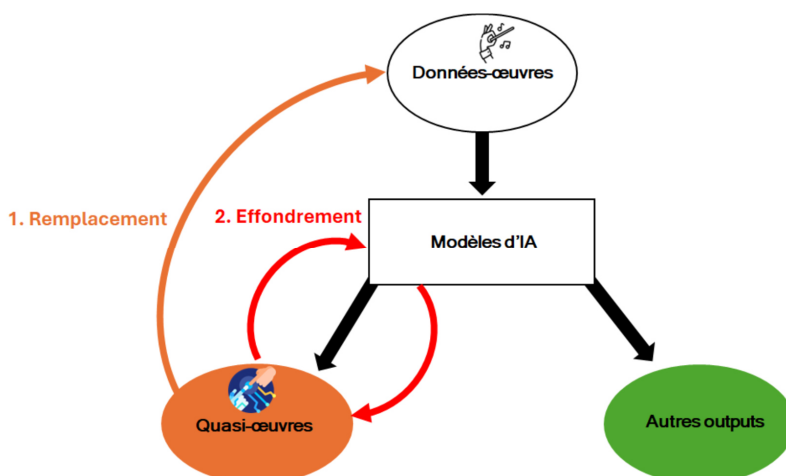 Données-œuvres
1. Remplacement
2. Effondrement
Modèles d'IA
Quasi-œuvres
Autres outputs